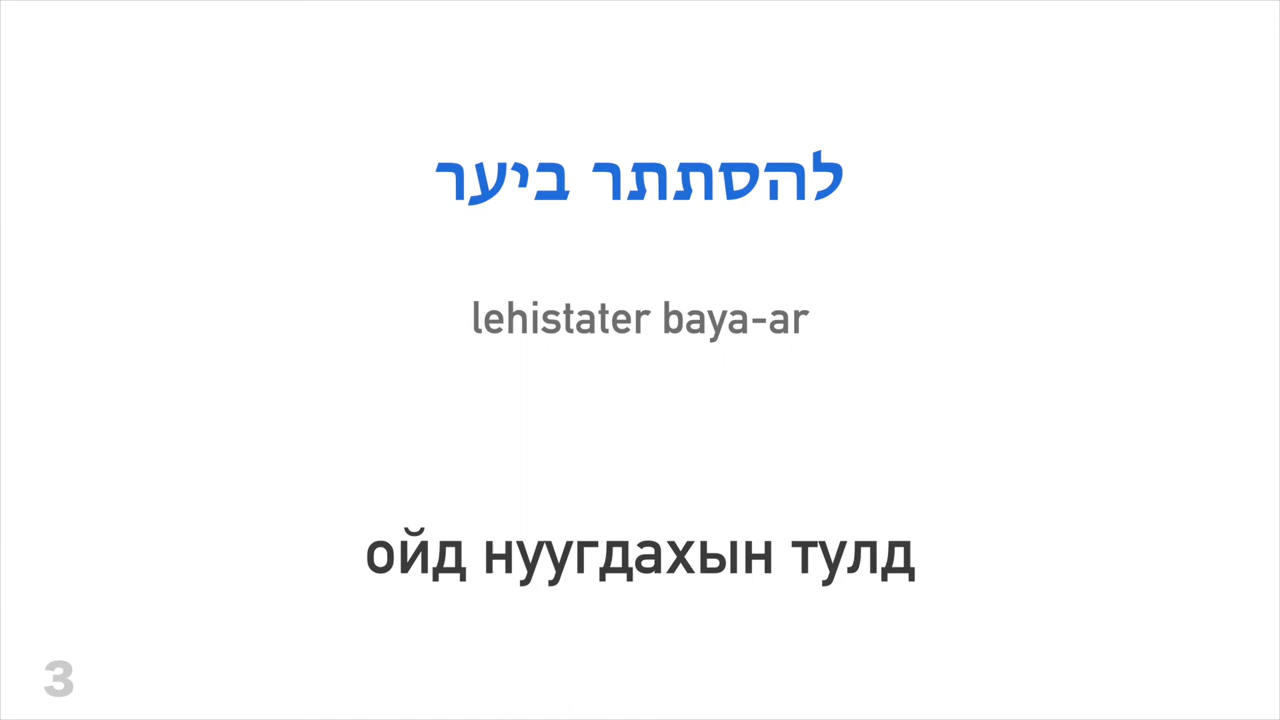 להסתתר ביער
lehistater baya-ar
ойд нуугдахын тулд
3